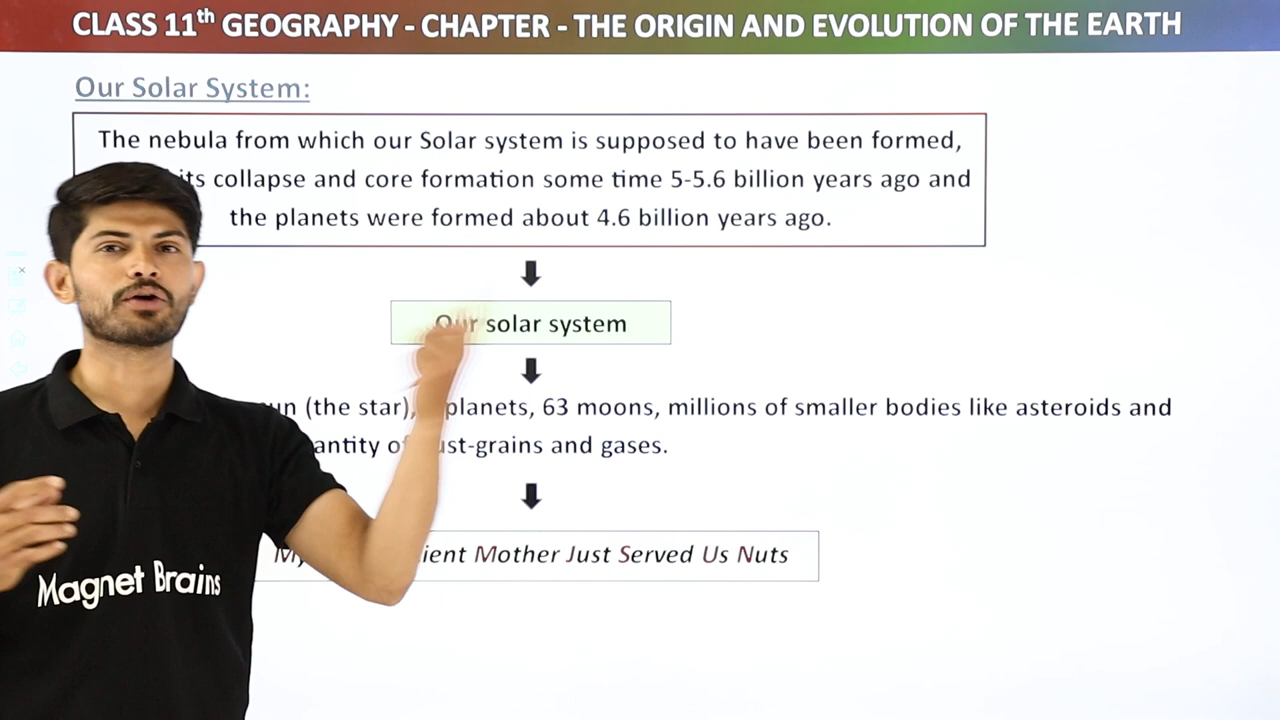 CLASS 11th GEOGRAPHY - CHAPTER - THE ORIGIN AND EVOLUTION OF THE EARTH
Our Solar System:
The nebula from which our Solar system is supposed to have been formed,
its collapse and core formation some time 5-5.6 billion years ago and
the planets were formed about 4.6 billion years ago.
Our solar system
(the star), planets, 63 moons, millions of smaller bodies like asteroids and
of dust-grains and gases.
My Mother Just Served Us Nuts
Magnet Brains